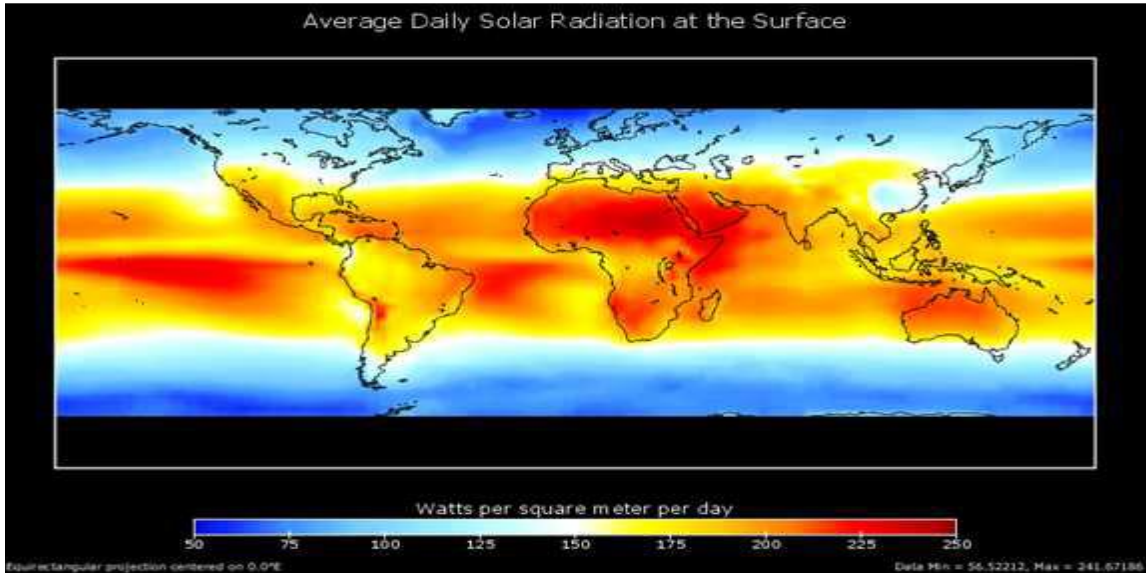 Average Daily Solar Radiation at the Surface
Watts per square meter per day
50 75 100 125 150 175 200 225 250
Equirectangular projection centered on 0.0°E
Data Min = 56.52212, Max = 241.67186